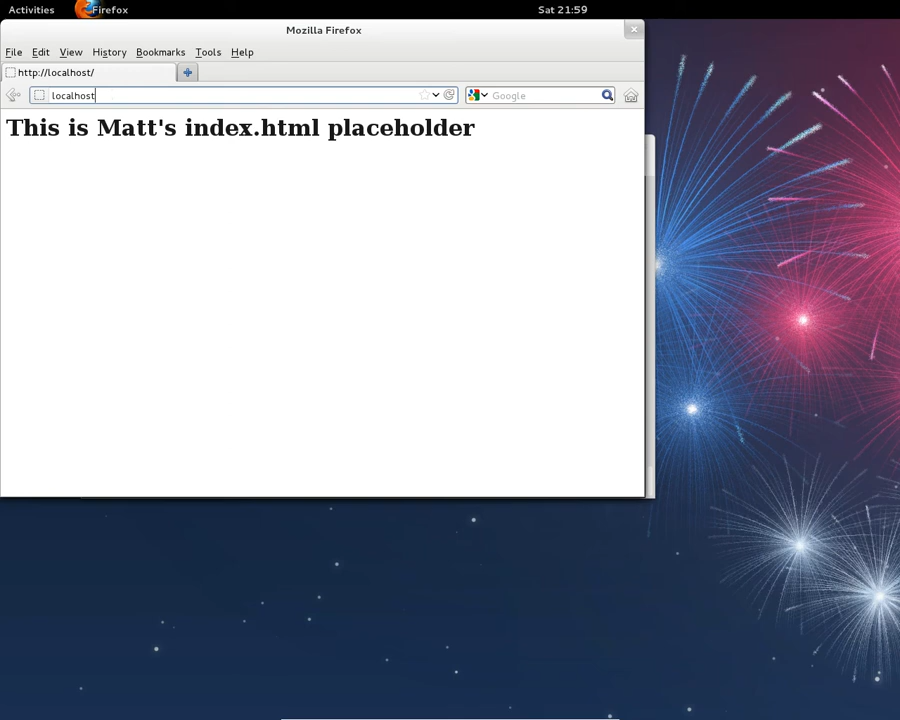 Activities Firefox Sat 21:59
Mozilla Firefox
File Edit View History Bookmarks Tools Help
http://localhost/
localhost Google
This is Matt's index.html placeholder